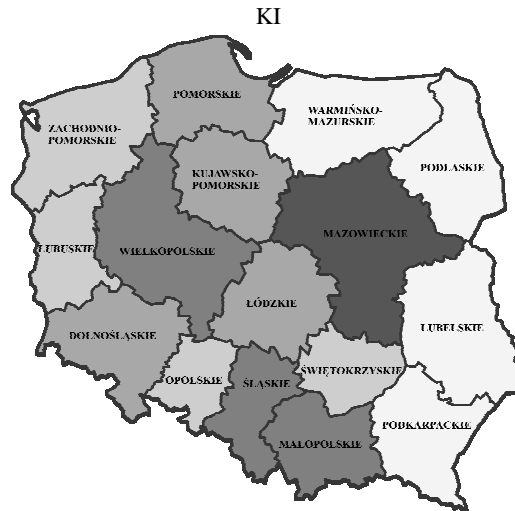 KI
POMORSKIE
WARMIŃSKO-
MAZURSKIE
ZACHODNIO-
POMORSKIE
PODLASKIE
KUJAWSKO-
POMORSKIE
MAZOWIECKIE
LUBUSKIE
WIELKOPOLSKIE
ŁÓDZKIE
LUBELSKIE
DOLNOŚLĄSKIE
ŚWIĘTOKRZYSKIE
OPOLSKIE
ŚLĄSKIE
PODKARPACKIE
MAŁOPOLSKIE